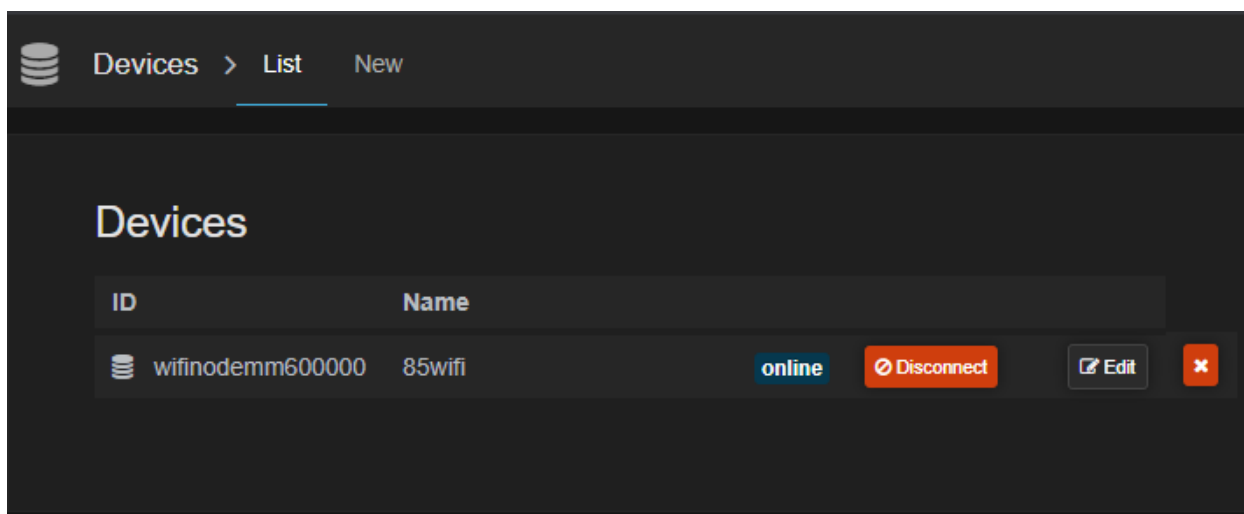 Devices > List New
Devices
ID Name
wifinodemm600000 85wifi online Disconnect Edit